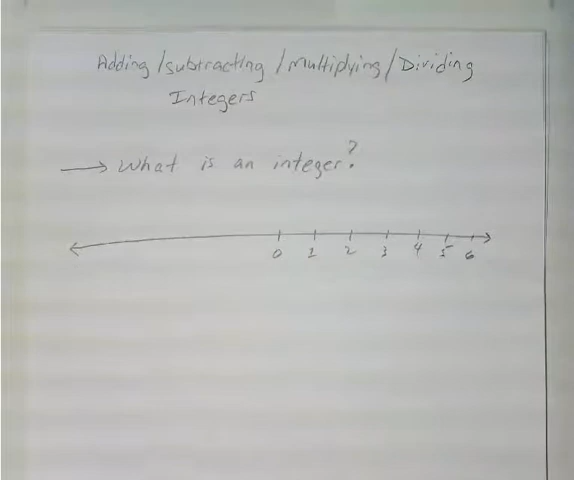 Adding/subtracting/multiplying/Dividing
Integers
→ What is an integer?
0 1 2 3 4 5 6